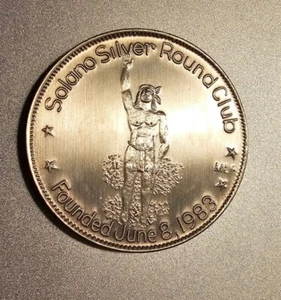 Solano Silver Round Club
Founded June 8, 1983